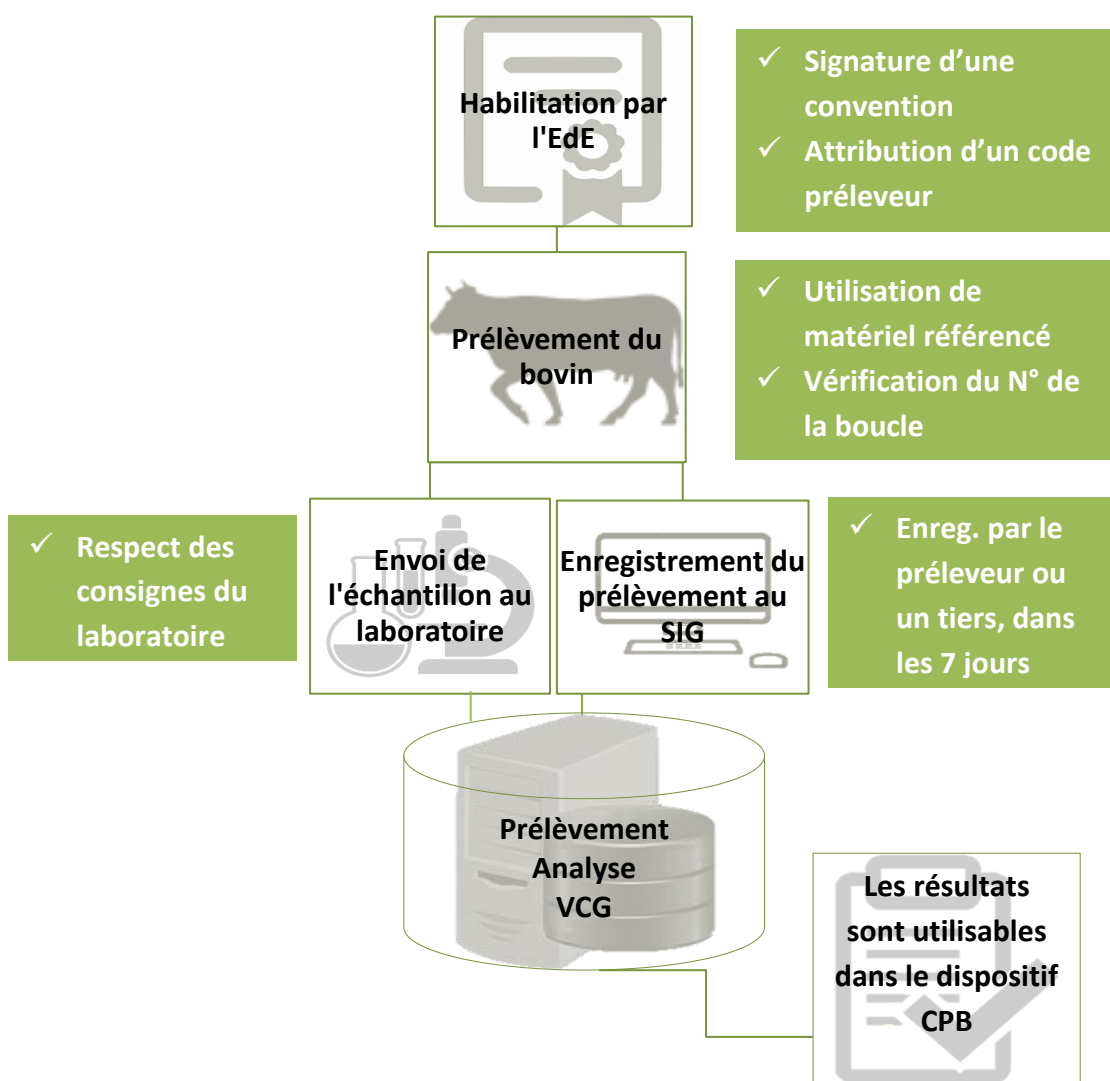 Habilitation par
l'EdE
✓ Signature d’une
convention
✓ Attribution d’un code
préleveur
Prélèvement du
bovin
✓ Utilisation de
matériel référencé
✓ Vérification du N° de
la boucle
✓ Respect des
consignes du
laboratoire
Envoi de
l'échantillon au
laboratoire
Enregistrement du
prélèvement au
SIG
✓ Enreg. par le
préleveur ou
un tiers, dans
les 7 jours
Prélèvement
Analyse
VCG
Les résultats
sont utilisables
dans le dispositif
CPB